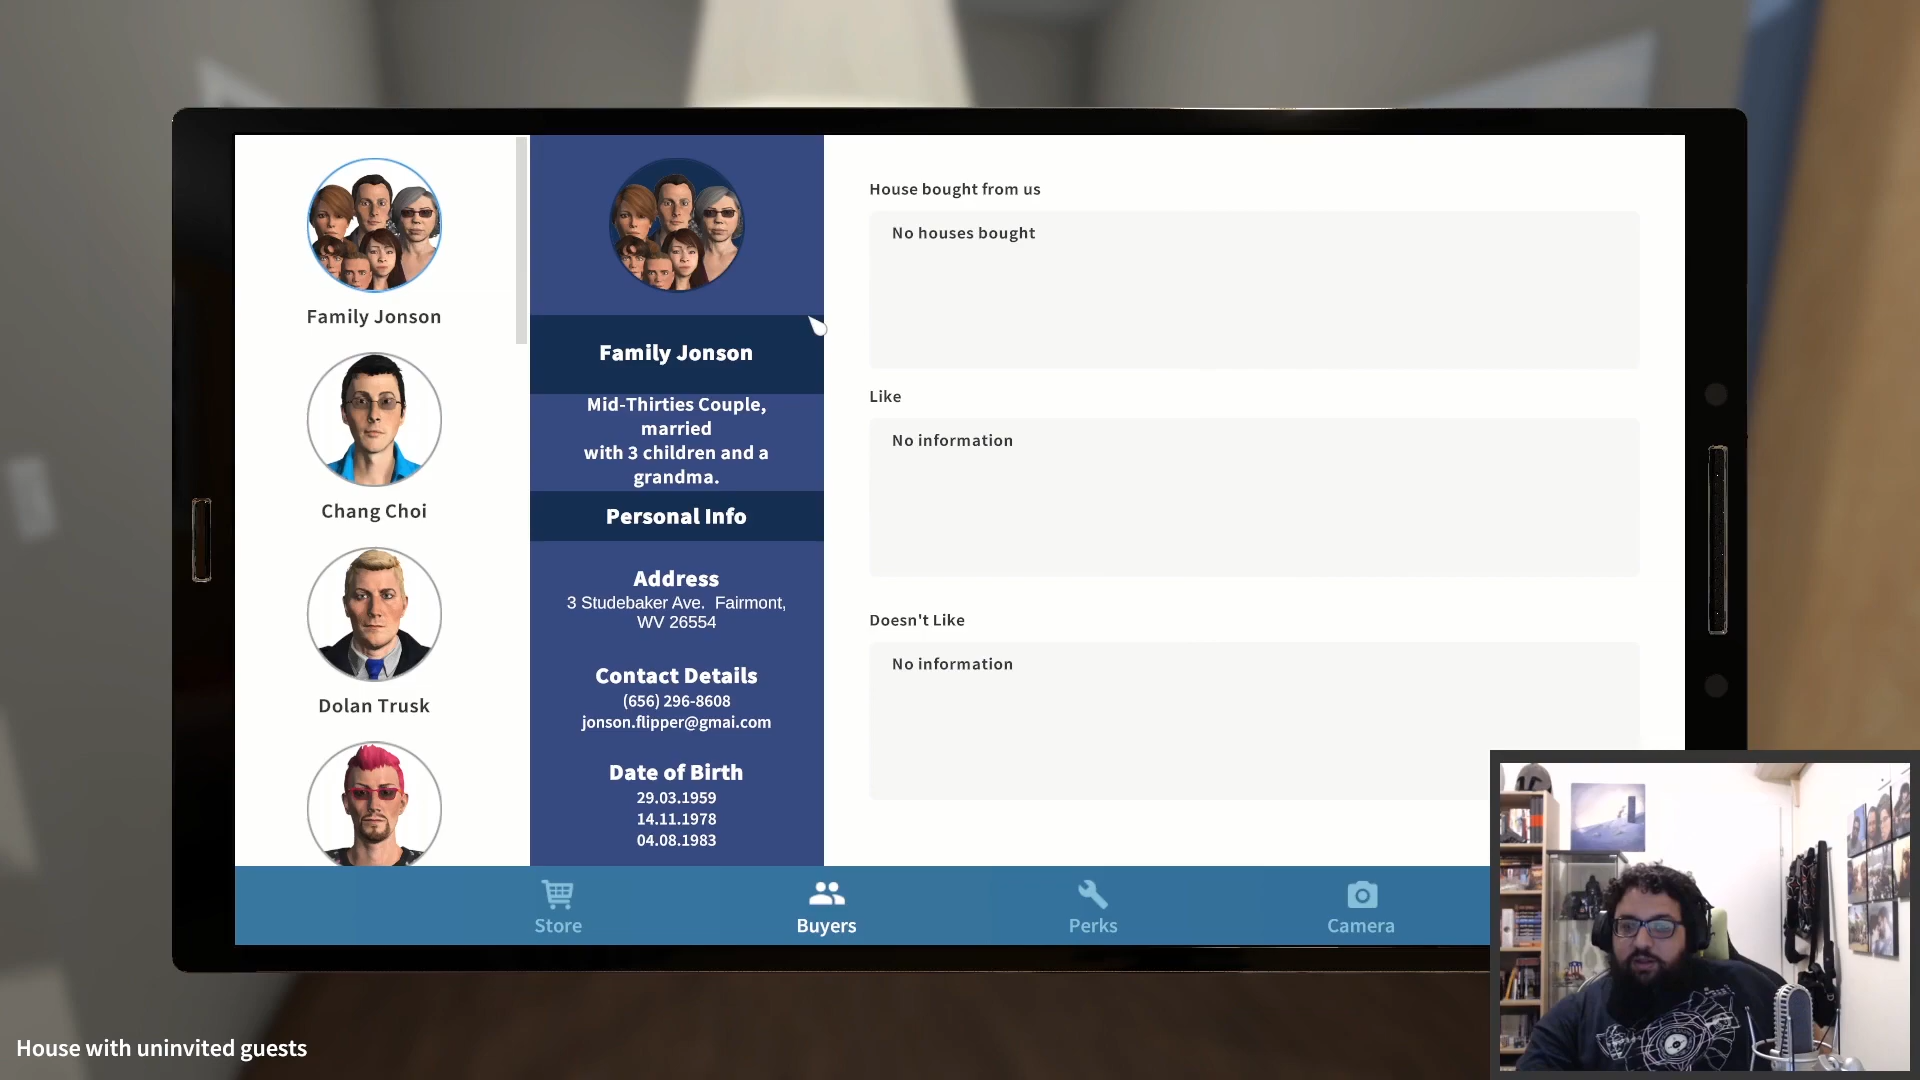 Family Jonson
Chang Choi
Dolan Trusk
Family Jonson
Mid-Thirties Couple,
married
with 3 children and a
grandma.
Personal Info
Address
3 Studebaker Ave.  Fairmont,
WV 26554
Contact Details
(656) 296-8608
jonson.flipper@gmai.com
Date of Birth
29.03.1959
14.11.1978
04.08.1983
House bought from us
No houses bought
Like
No information
Doesn't Like
No information
Store
Buyers
Perks
Camera
House with uninvited guests